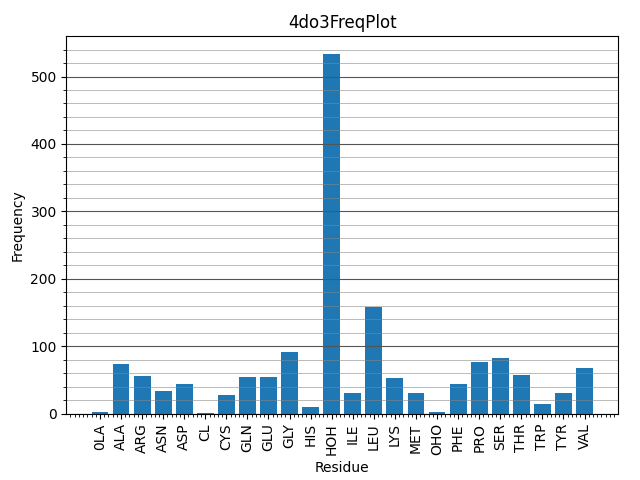 4do3FreqPlot
Frequency
500
400
300
200
100
0
0LA ALA ARG ASN ASP CL CYS GLN GLU GLY HIS HOH ILE LEU LYS MET OHO PHE PRO SER THR TRP TYR VAL
Residue